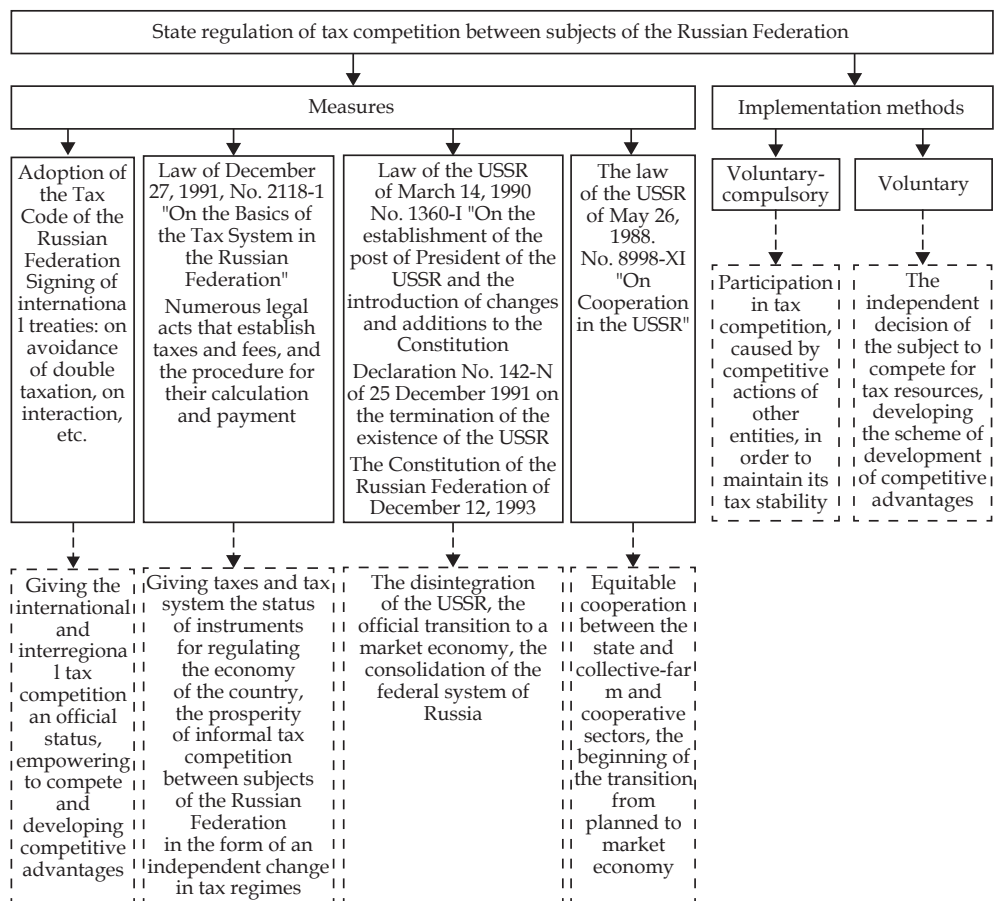 State regulation of tax competition between subjects of the Russian Federation
Measures
Implementation methods
Adoption of
the Tax
Code of the
Russian
Federation
Signing of
internationa
l treaties: on
avoidance
of double
taxation, on
interaction,
etc.
Law of December
27, 1991, No. 2118-1
"On the Basics of
the Tax System in
the Russian
Federation"
Numerous legal
acts that establish
taxes and fees, and
the procedure for
their calculation
and payment
Law of the USSR
of March 14, 1990
No. 1360-I "On the
establishment of the
post of President of the
USSR and the
introduction of changes
and additions to the
Constitution
Declaration No. 142-N
of 25 December 1991 on
the termination of the
existence of the USSR
The Constitution of the
Russian Federation of
December 12, 1993
The law
of the USSR
of May 26,
1988.
No. 8998-XI
"On
Cooperation
in the USSR"
Voluntary-
compulsory
Voluntary
Participation
in tax
competition,
caused by
competitive
actions of
other
entities, in
order to
maintain its
tax stability
The
independent
decision of
the subject to
compete for
tax resources,
developing
the scheme of
development
of competitive
advantages
Giving the
international
and
interregiona
l tax
competition
an official
status,
empowering
to compete
and
developing
competitive
advantages
Giving taxes and tax
system the status
of instruments
for regulating
the economy
of the country,
the prosperity
of informal tax
competition
between subjects
of the Russian
Federation
in the form of an
independent change
in tax regimes
The disintegration
of the USSR, the
official transition to a
market economy, the
consolidation of the
federal system of
Russia
Equitable
cooperation
between the
state and
collective-far
m and
cooperative
sectors, the
beginning of
the transition
from
planned to
market
economy